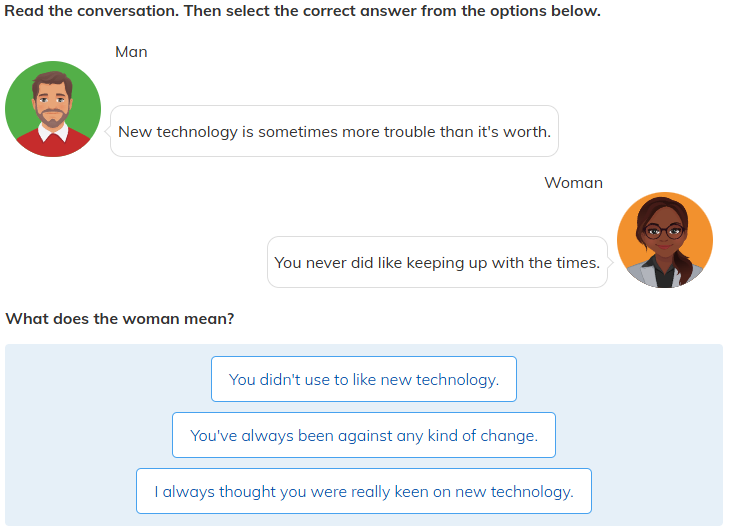 Read the conversation. Then select the correct answer from the options below.
Man
New technology is sometimes more trouble than it's worth.
Woman
You never did like keeping up with the times.
What does the woman mean?
You didn't use to like new technology.
You've always been against any kind of change.
I always thought you were really keen on new technology.